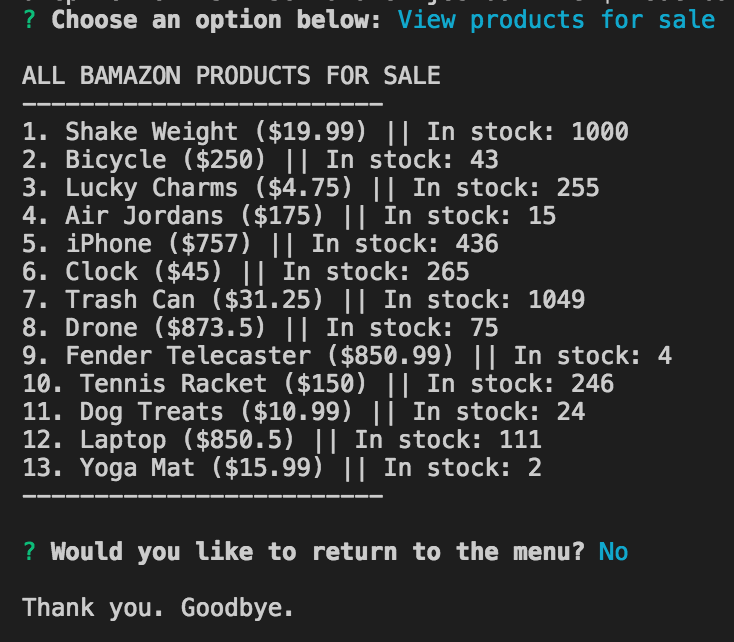 ? Choose an option below: View products for sale
ALL BAMAZON PRODUCTS FOR SALE
-------------------------
1. Shake Weight ($19.99) || In stock: 1000
2. Bicycle ($250) || In stock: 43
3. Lucky Charms ($4.75) || In stock: 255
4. Air Jordans ($175) || In stock: 15
5. iPhone ($757) || In stock: 436
6. Clock ($45) || In stock: 265
7. Trash Can ($31.25) || In stock: 1049
8. Drone ($873.5) || In stock: 75
9. Fender Telecaster ($850.99) || In stock: 4
10. Tennis Racket ($150) || In stock: 246
11. Dog Treats ($10.99) || In stock: 24
12. Laptop ($850.5) || In stock: 111
13. Yoga Mat ($15.99) || In stock: 2
-------------------------
? Would you like to return to the menu? No
Thank you. Goodbye.